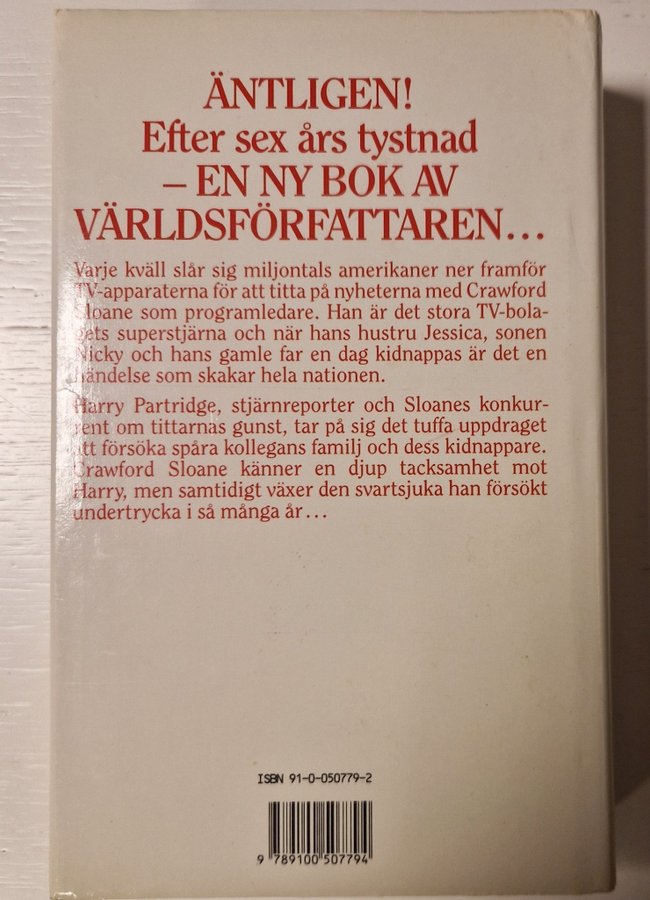 ÄNTLIGEN!
Efter sex års tystnad
– EN NY BOK AV
VÄRLDSFÖRFATTAREN...
Varje kväll slår sig miljontals amerikaner ner framför
TV-apparaterna för att titta på nyheterna med Crawford
Sloane som programledare. Han är det stora TV-bola-
gets superstjärna och när hans hustru Jessica, sonen
Nicky och hans gamle far en dag kidnappas är det en
händelse som skakar hela nationen.
Harry Partridge, stjärnreporter och Sloanes konkur-
rent om tittarnas gunst, tar på sig det tuffa uppdraget
att försöka spåra kollegans familj och dess kidnappare.
Crawford Sloane känner en djup tacksamhet mot
Harry, men samtidigt växer den svartsjuka han försökt
undertrycka i så många år...
ISBN 91-0-050779-2
9 789100 507794